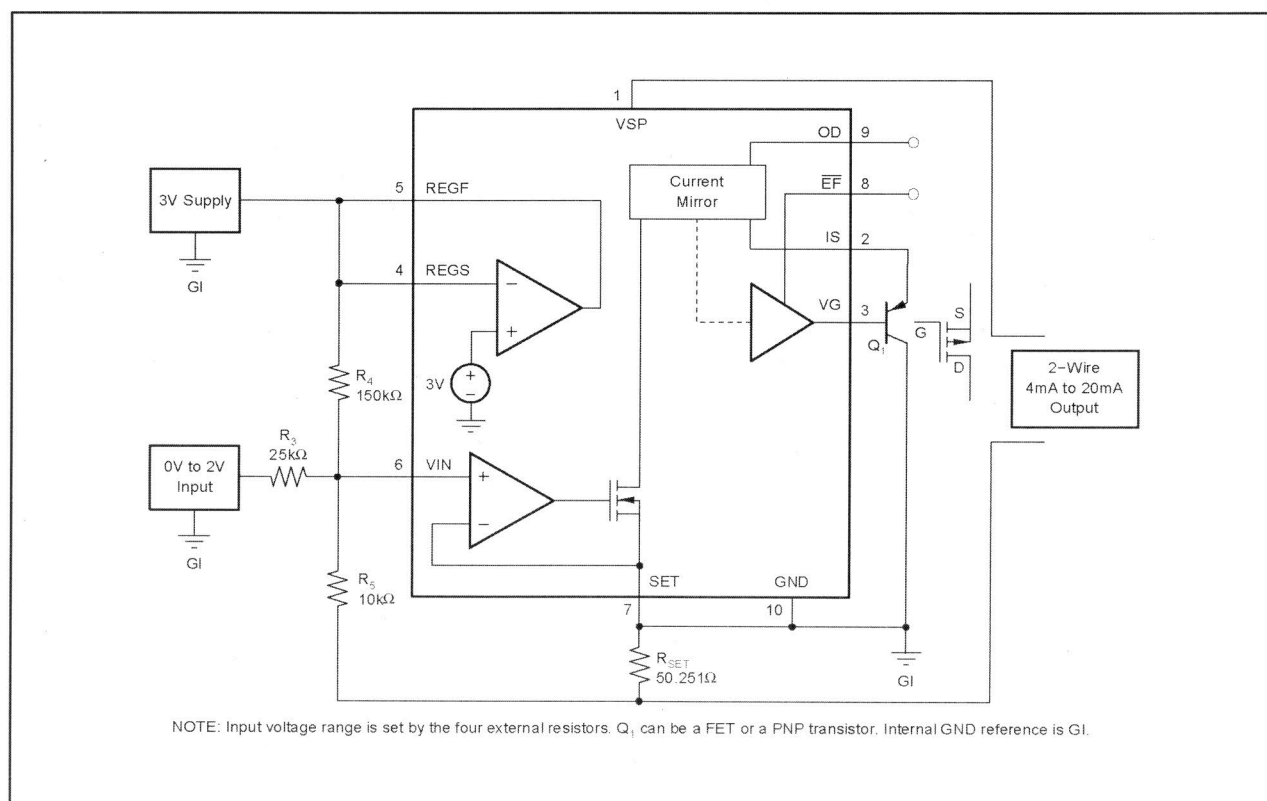 1
VSP
OD 9
EF 8
Current
Mirror
IS 2
5 REGF
3V Supply
GI
4 REGS
−
+
VG 3
Q1
G
S
D
2−Wire
4mA to 20mA
Output
+
−
3V
R4
150kΩ
R3
25kΩ
0V to 2V
Input
GI
6 VIN
+
−
R5
10kΩ
SET
GND
7
10
RSET
50.251Ω
GI
NOTE: Input voltage range is set by the four external resistors. Q1 can be a FET or a PNP transistor. Internal GND reference is GI.